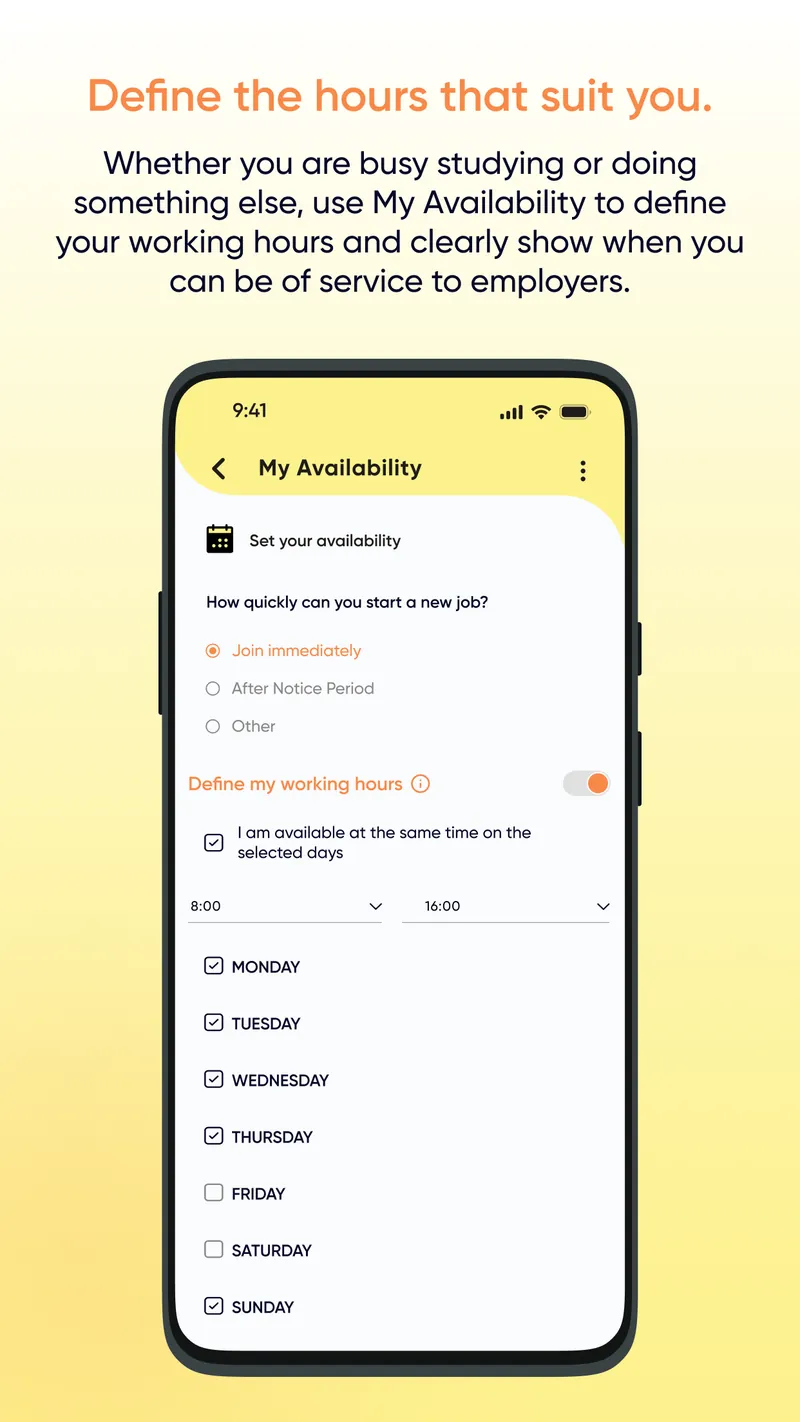 Define the hours that suit you.
Whether you are busy studying or doing
something else, use My Availability to define
your working hours and clearly show when you
can be of service to employers.
9:41
My Availability
Set your availability
How quickly can you start a new job?
Join immediately
After Notice Period
Other
Define my working hours
I am available at the same time on the
selected days
8:00
16:00
MONDAY
TUESDAY
WEDNESDAY
THURSDAY
FRIDAY
SATURDAY
SUNDAY